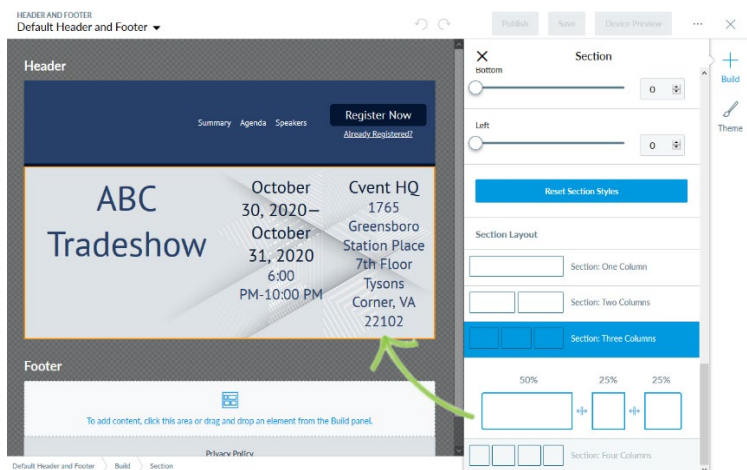 HEADER AND FOOTER
Default Header and Footer
Publish
Save
Device Preview
Header
Summary Agenda Speakers
Register Now
Already Registered?
ABC
Tradeshow
October
30, 2020—
October
31, 2020
6:00
PM-10:00 PM
Cvent HQ
1765
Greensboro
Station Place
7th Floor
Tysons
Corner, VA
22102
Footer
To add content, click this area or drag and drop an element from the Build panel.
Privacy Policy
Default Header and Footer
Build
Section
Section
Bottom
0
Left
0
Reset Section Styles
Section Layout
Section: One Column
Section: Two Columns
Section: Three Columns
50% 25% 25%
Section: Four Columns
Build
Theme